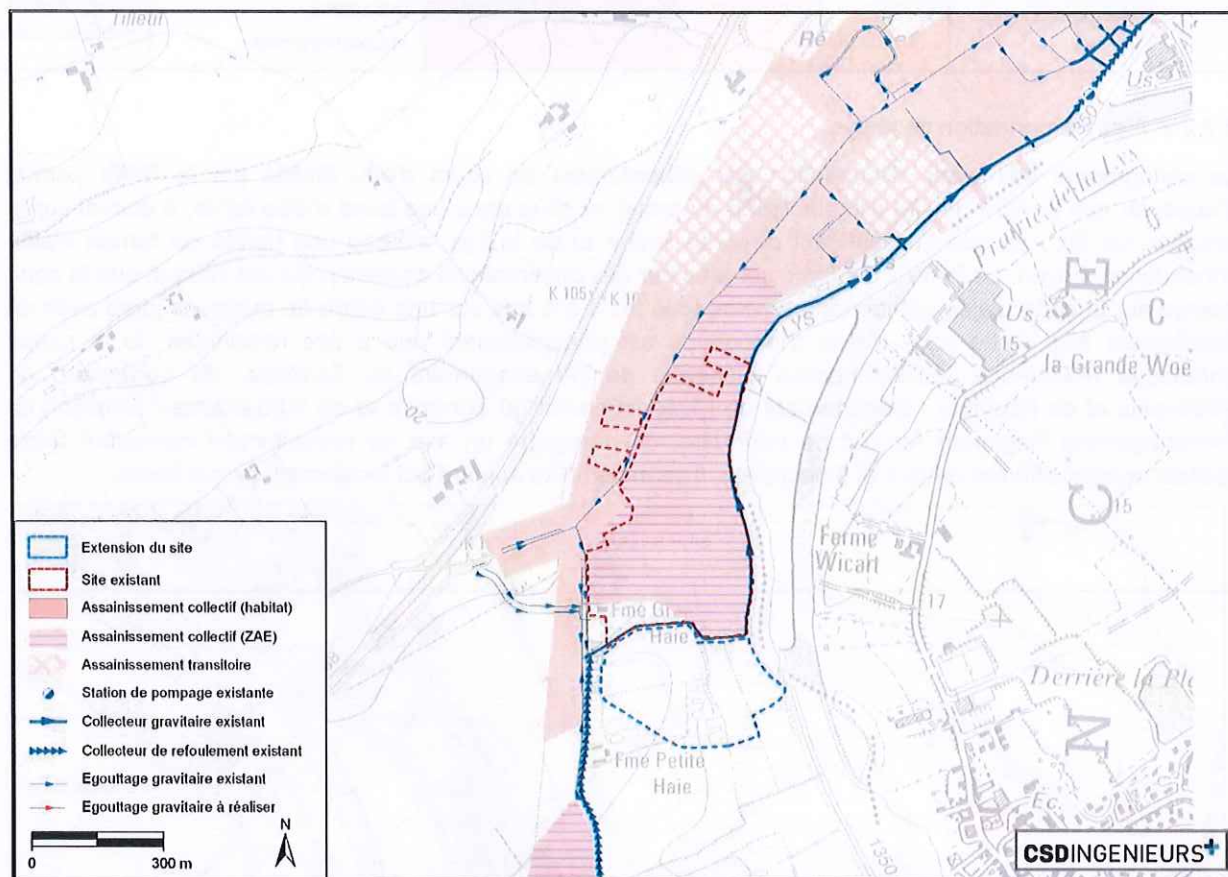 Tilleul
Us
1350
Prairie de la Lys
K 105
LYS
Us
15
la Grande Woe
E
C
C
N
15
Ferme
Wicart
17
Fme Gr
Haie
Derrière la Pl
Fme Petite
Haie
Ec.
1350
Extension du site
Site existant
Assainissement collectif (habitat)
Assainissement collectif (ZAE)
Assainissement transitoire
Station de pompage existante
Collecteur gravitaire existant
Collecteur de refoulement existant
Egouttage gravitaire existant
Egouttage gravitaire à réaliser
0 300 m
N
CSDINGENIEURS+